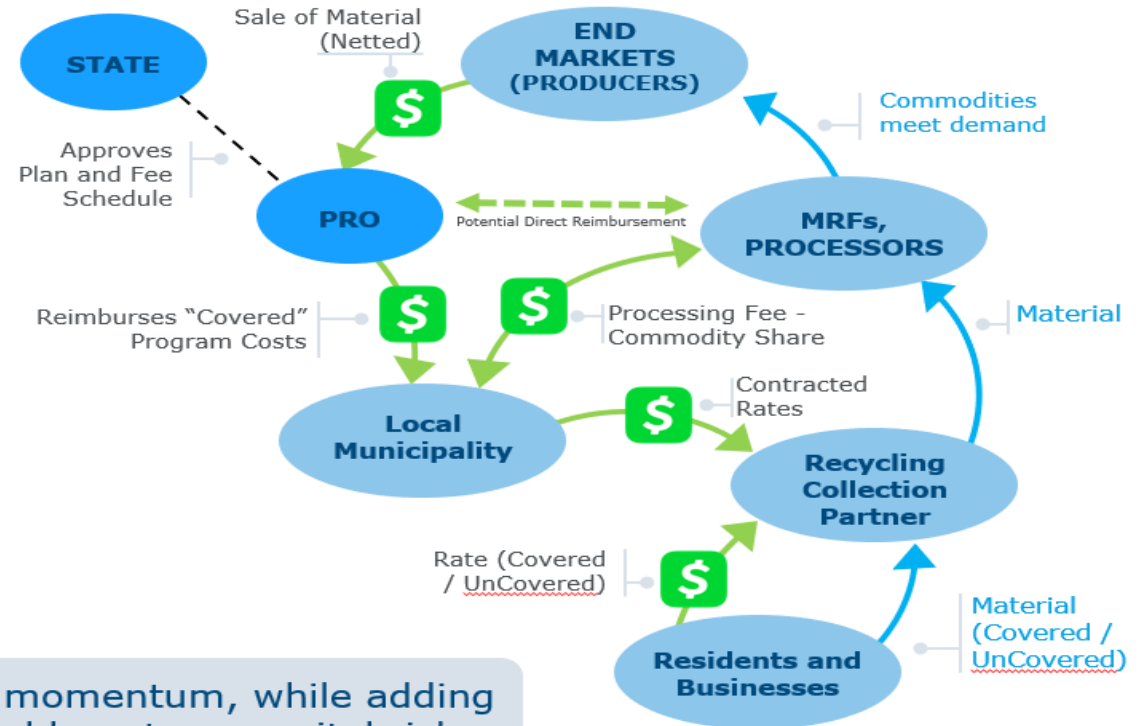 Sale of Material
(Netted)
END
MARKETS
(PRODUCERS)
STATE
$
Commodities
meet demand
Approves
Plan and Fee
Schedule
PRO
Potential Direct Reimbursement
MRFs,
PROCESSORS
Reimburses “Covered”
Program Costs
$
$
Processing Fee -
Commodity Share
Material
Contracted
Rates
$
Local
Municipality
Recycling
Collection
Partner
Rate (Covered
/ UnCovered)
$
Material
(Covered /
UnCovered)
Residents and
Businesses
momentum, while adding